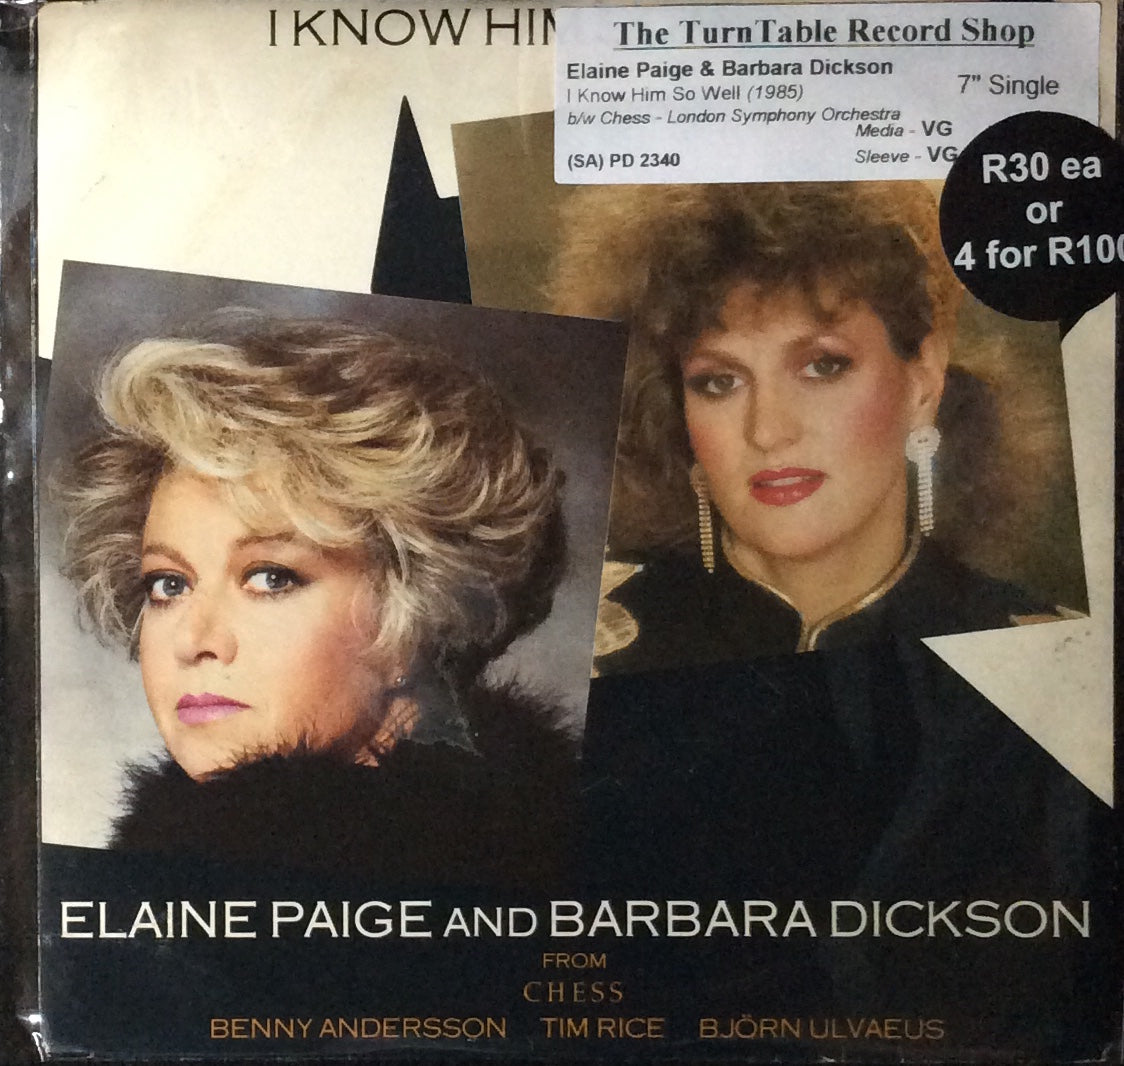 I KNOW HIM
The TurnTable Record Shop
Elaine Paige & Barbara Dickson
7" Single
I Know Him So Well (1985)
b/w Chess - London Symphony Orchestra
Media - VG
(SA) PD 2340
Sleeve - VG
R30 ea
or
4 for R100
ELAINE PAIGE AND BARBARA DICKSON
FROM
CHESS
BENNY ANDERSSON TIM RICE BJÖRN ULVAEUS